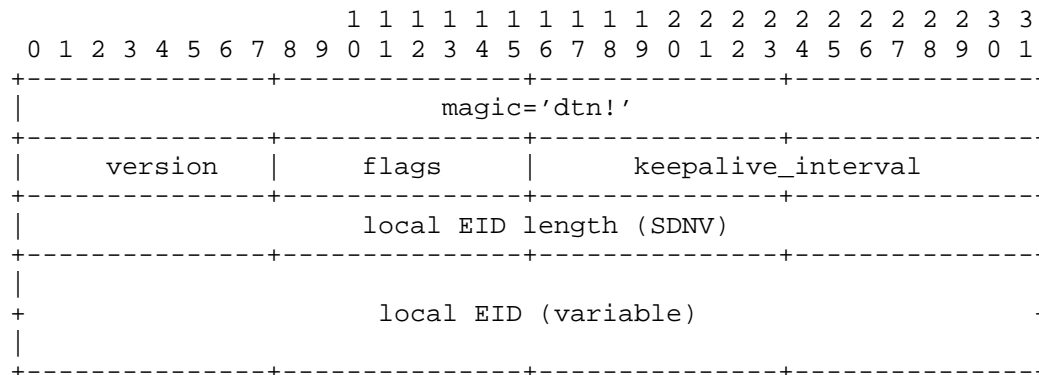 1 1 1 1 1 1 1 1 1 1 2 2 2 2 2 2 2 2 2 2 3 3
 0 1 2 3 4 5 6 7 8 9 0 1 2 3 4 5 6 7 8 9 0 1 2 3 4 5 6 7 8 9 0 1
+---------------+---------------+---------------+---------------
|                          magic=’dtn!’
+---------------+---------------+---------------+---------------
|     version   |     flags     |      keepalive_interval
+---------------+---------------+---------------+---------------
|                     local EID length (SDNV)
+---------------+---------------+---------------+---------------
|
+                      local EID (variable)                     -
|
+---------------+---------------+---------------+---------------